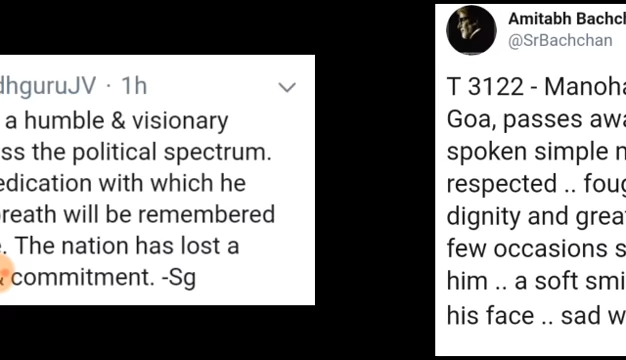 dhguruJV · 1h
a humble & visionary
ss the political spectrum.
edication with which he
breath will be remembered
. The nation has lost a
commitment. -Sg
Amitabh Bachch
@SrBachchan
T 3122 - Manoha
Goa, passes awa
spoken simple m
respected .. foug
dignity and grea
few occasions s
him .. a soft smi
his face .. sad w